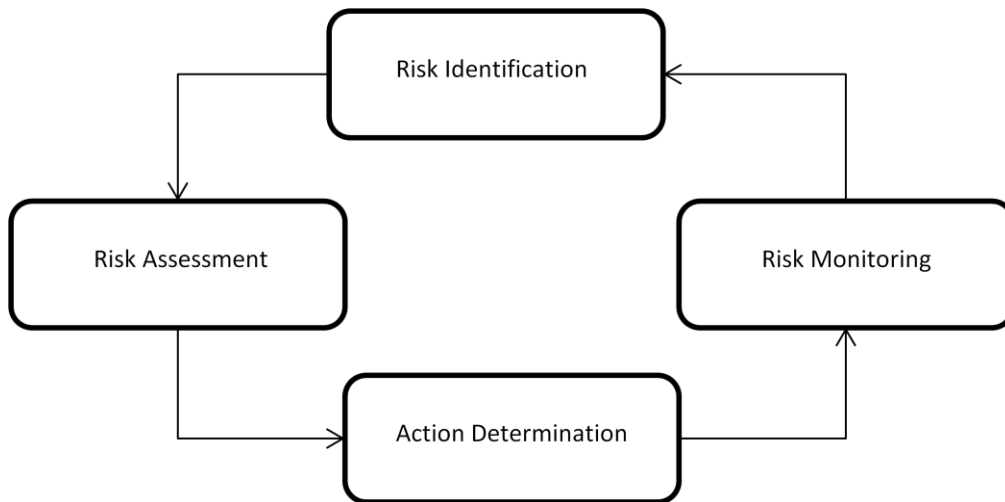 Risk Identification
Risk Assessment
Risk Monitoring
Action Determination